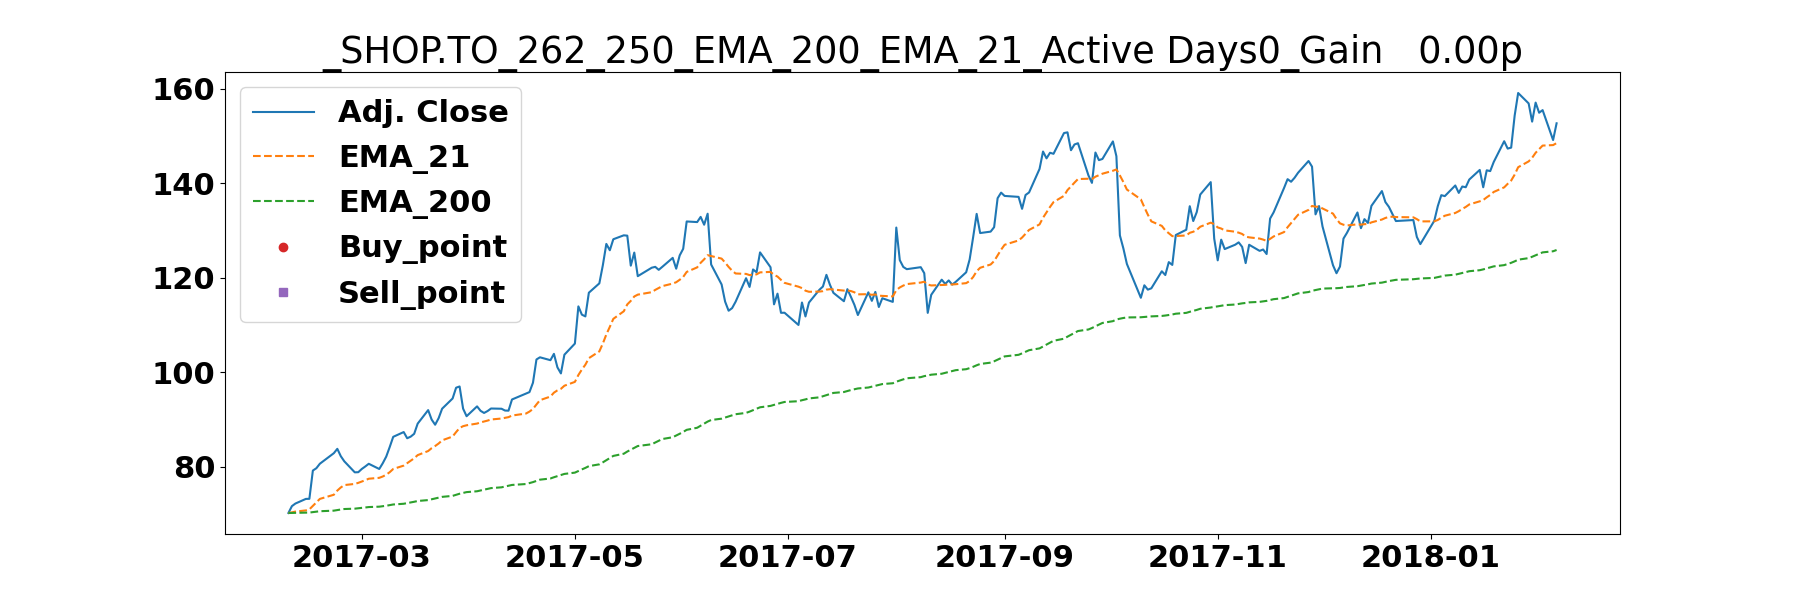 _SHOP.TO_262_250_EMA_200_EMA_21_Active Days0_Gain   0.00p
160
140
120
100
80
Adj. Close
EMA_21
EMA_200
Buy_point
Sell_point
2017-03 2017-05 2017-07 2017-09 2017-11 2018-01